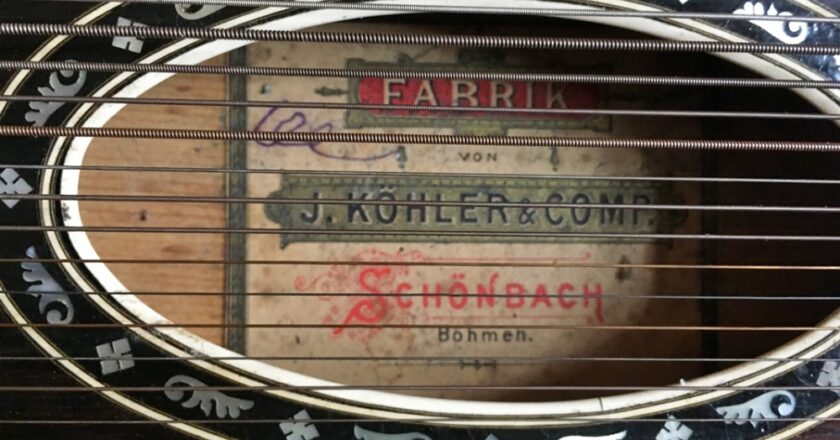 FABRIK
VON
J. KÖHLER & COMP.
SCHÖNBACH
Böhmen.